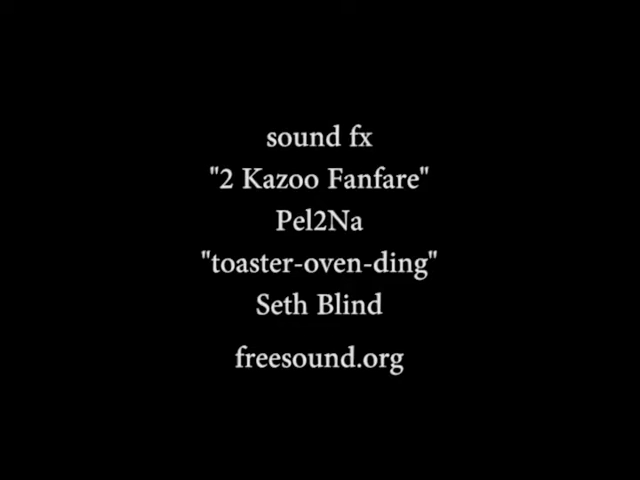 sound fx
"2 Kazoo Fanfare"
Pel2Na
"toaster-oven-ding"
Seth Blind
freesound.org